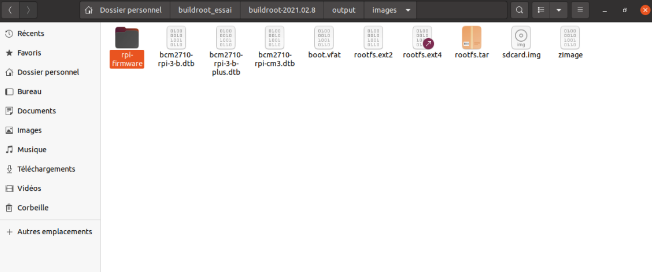 Dossier personnel buildroot_essai buildroot-2021.02.8 output images
Récents
Favoris
Dossier personnel
Bureau
Documents
Images
Musique
Téléchargements
Vidéos
Corbeille
Autres emplacements
rpi-
firmware
bcm2710-
rpi-3-b.dtb
bcm2710-
rpi-3-b-
plus.dtb
bcm2710-
rpi-cm3.dtb
boot.vfat
rootfs.ext2
rootfs.ext4
rootfs.tar
sdcard.img
zImage